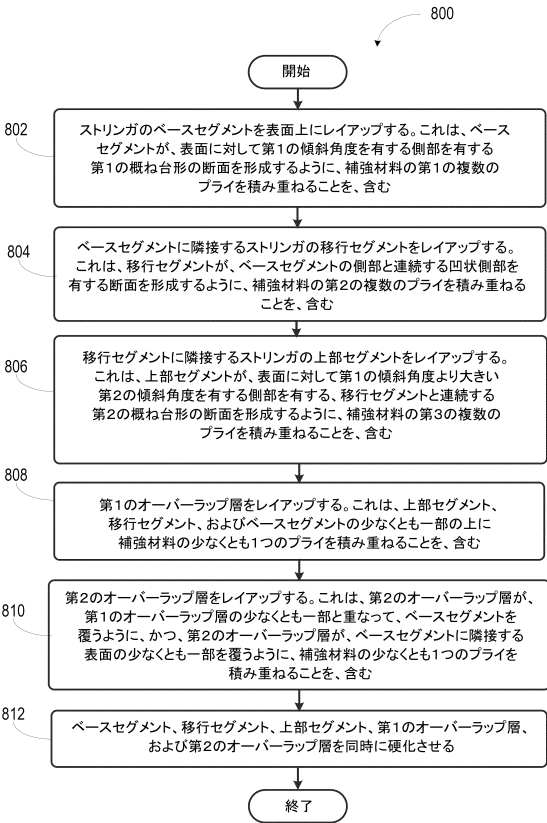 800
開始
802
ストリンガのベースセグメントを表面上にレイアップする。これは、ベース
セグメントが、表面に対して第1の傾斜角度を有する側部を有する
第1の概ね台形の断面を形成するように、補強材料の第1の複数の
プライを積み重ねることを、含む
804
ベースセグメントに隣接するストリンガの移行セグメントをレイアップする。
これは、移行セグメントが、ベースセグメントの側部と連続する凹状側部を
有する断面を形成するように、補強材料の第2の複数のプライを積み重ねる
ことを、含む
806
移行セグメントに隣接するストリンガの上部セグメントをレイアップする。
これは、上部セグメントが、表面に対して第1の傾斜角度より大きい
第2の傾斜角度を有する側部を有する、移行セグメントと連続する
第2の概ね台形の断面を形成するように、補強材料の第3の複数の
プライを積み重ねることを、含む
808
第1のオーバーラップ層をレイアップする。これは、上部セグメント、
移行セグメント、およびベースセグメントの少なくとも一部の上に
補強材料の少なくとも1つのプライを積み重ねることを、含む
810
第2のオーバーラップ層をレイアップする。これは、第2のオーバーラップ層が、
第1のオーバーラップ層の少なくとも一部と重なって、ベースセグメントを
覆うように、かつ、第2のオーバーラップ層が、ベースセグメントに隣接する
表面の少なくとも一部を覆うように、補強材料の少なくとも1つのプライを
積み重ねることを、含む
812
ベースセグメント、移行セグメント、上部セグメント、第1のオーバーラップ層、
および第2のオーバーラップ層を同時に硬化させる
終了